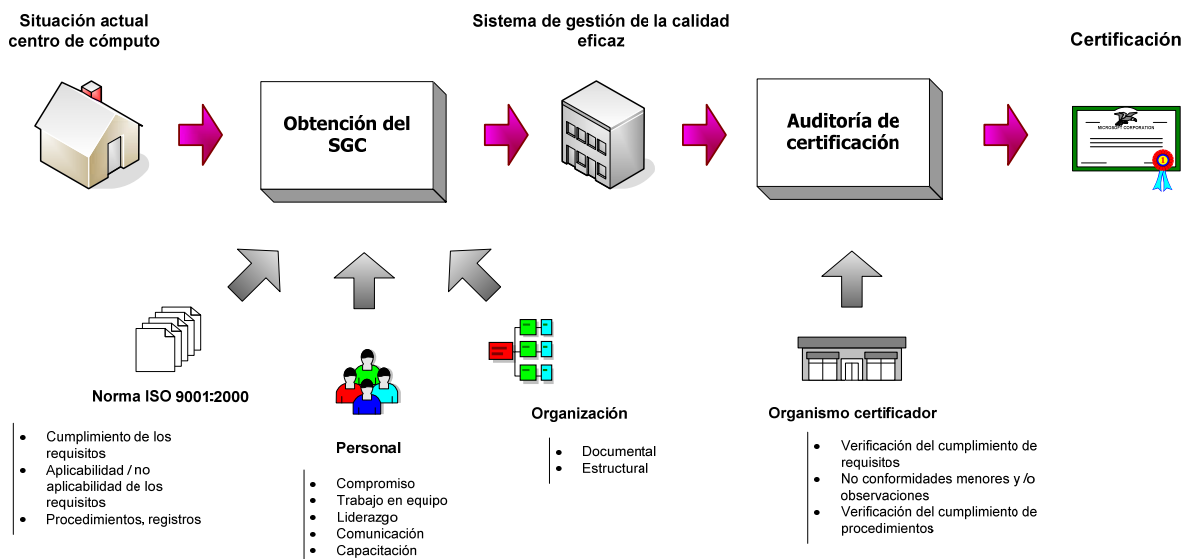 Situación actual
centro de cómputo
Sistema de gestión de la calidad
eficaz
Certificación
Obtención del
SGC
Auditoría de
certificación
MICROSOFT CORPORATION
1
Norma ISO 9001:2000
• Cumplimiento de los
requisitos
• Aplicabilidad / no
aplicabilidad de los
requisitos
• Procedimientos, registros
Personal
• Compromiso
• Trabajo en equipo
• Liderazgo
• Comunicación
• Capacitación
Organización
• Documental
• Estructural
Organismo certificador
• Verificación del cumplimiento de
requisitos
• No conformidades menores y /o
observaciones
• Verificación del cumplimiento de
procedimientos